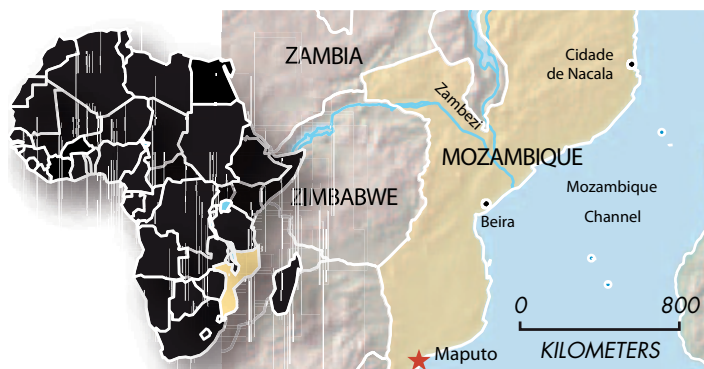 ZAMBIA
Cidade
de Nacala
Zambezi
MOZAMBIQUE
ZIMBABWE
Mozambique
Channel
Beira
0 800
KILOMETERS
Maputo